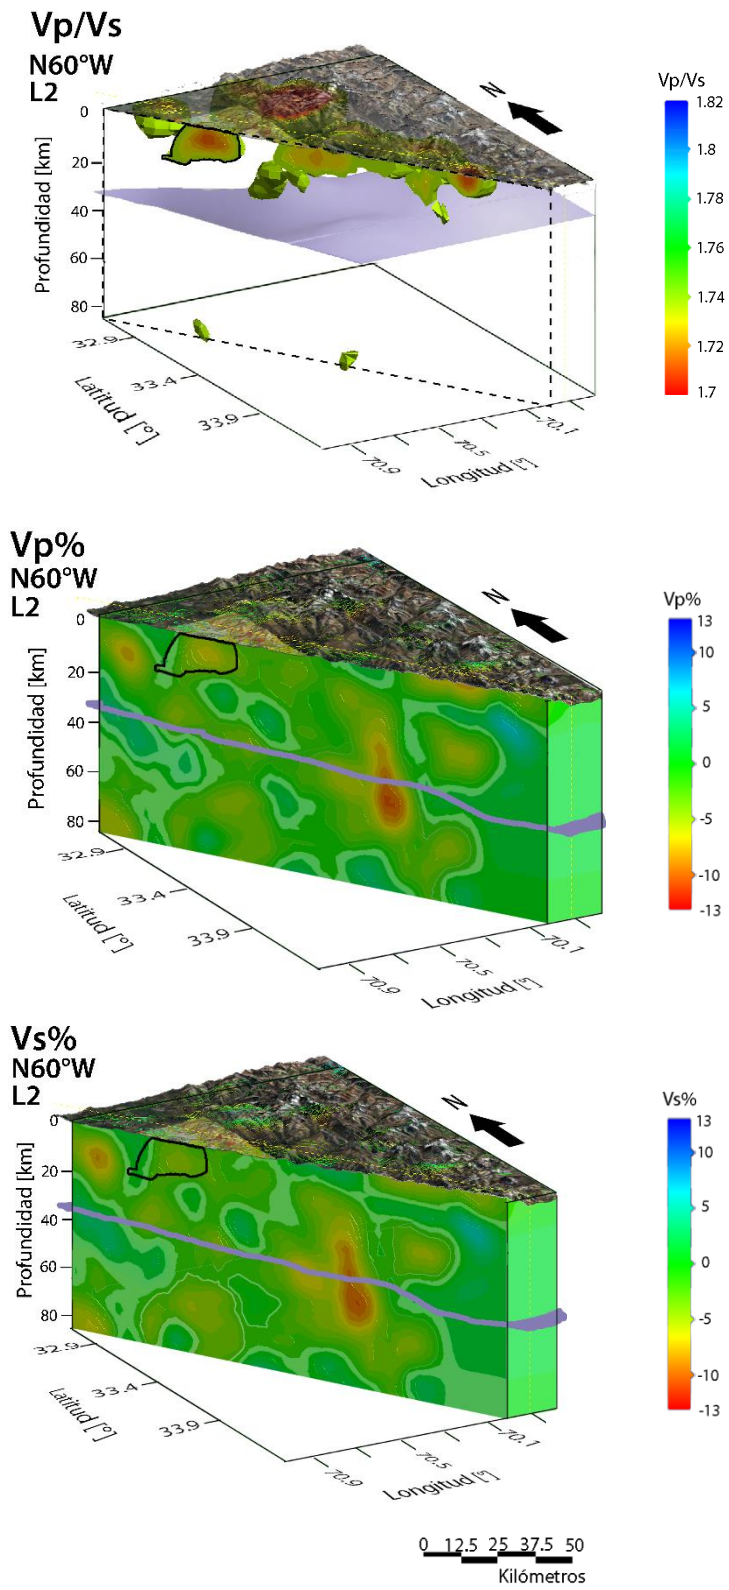 Vp/Vs
N60°W
L2
Vp/Vs
N
0
20
40
60
80
Profundidad [km]
1.82
1.8
1.78
1.76
1.74
1.72
1.7
32.9
33.4
33.9
Latitud [°]
70.9
70.5
70.1
Longitud [°]
Vp%
N60°W
L2
Vp%
N
0
20
40
60
80
Profundidad [km]
13
10
5
0
-5
-10
-13
32.9
33.4
33.9
Latitud [°]
70.9
70.5
70.1
Longitud [°]
Vs%
N60°W
L2
Vs%
N
0
20
40
60
80
Profundidad [km]
13
10
5
0
-5
-10
-13
32.9
33.4
33.9
Latitud [°]
70.9
70.5
70.1
Longitud [°]
0 12.5 25 37.5 50
Kilómetros